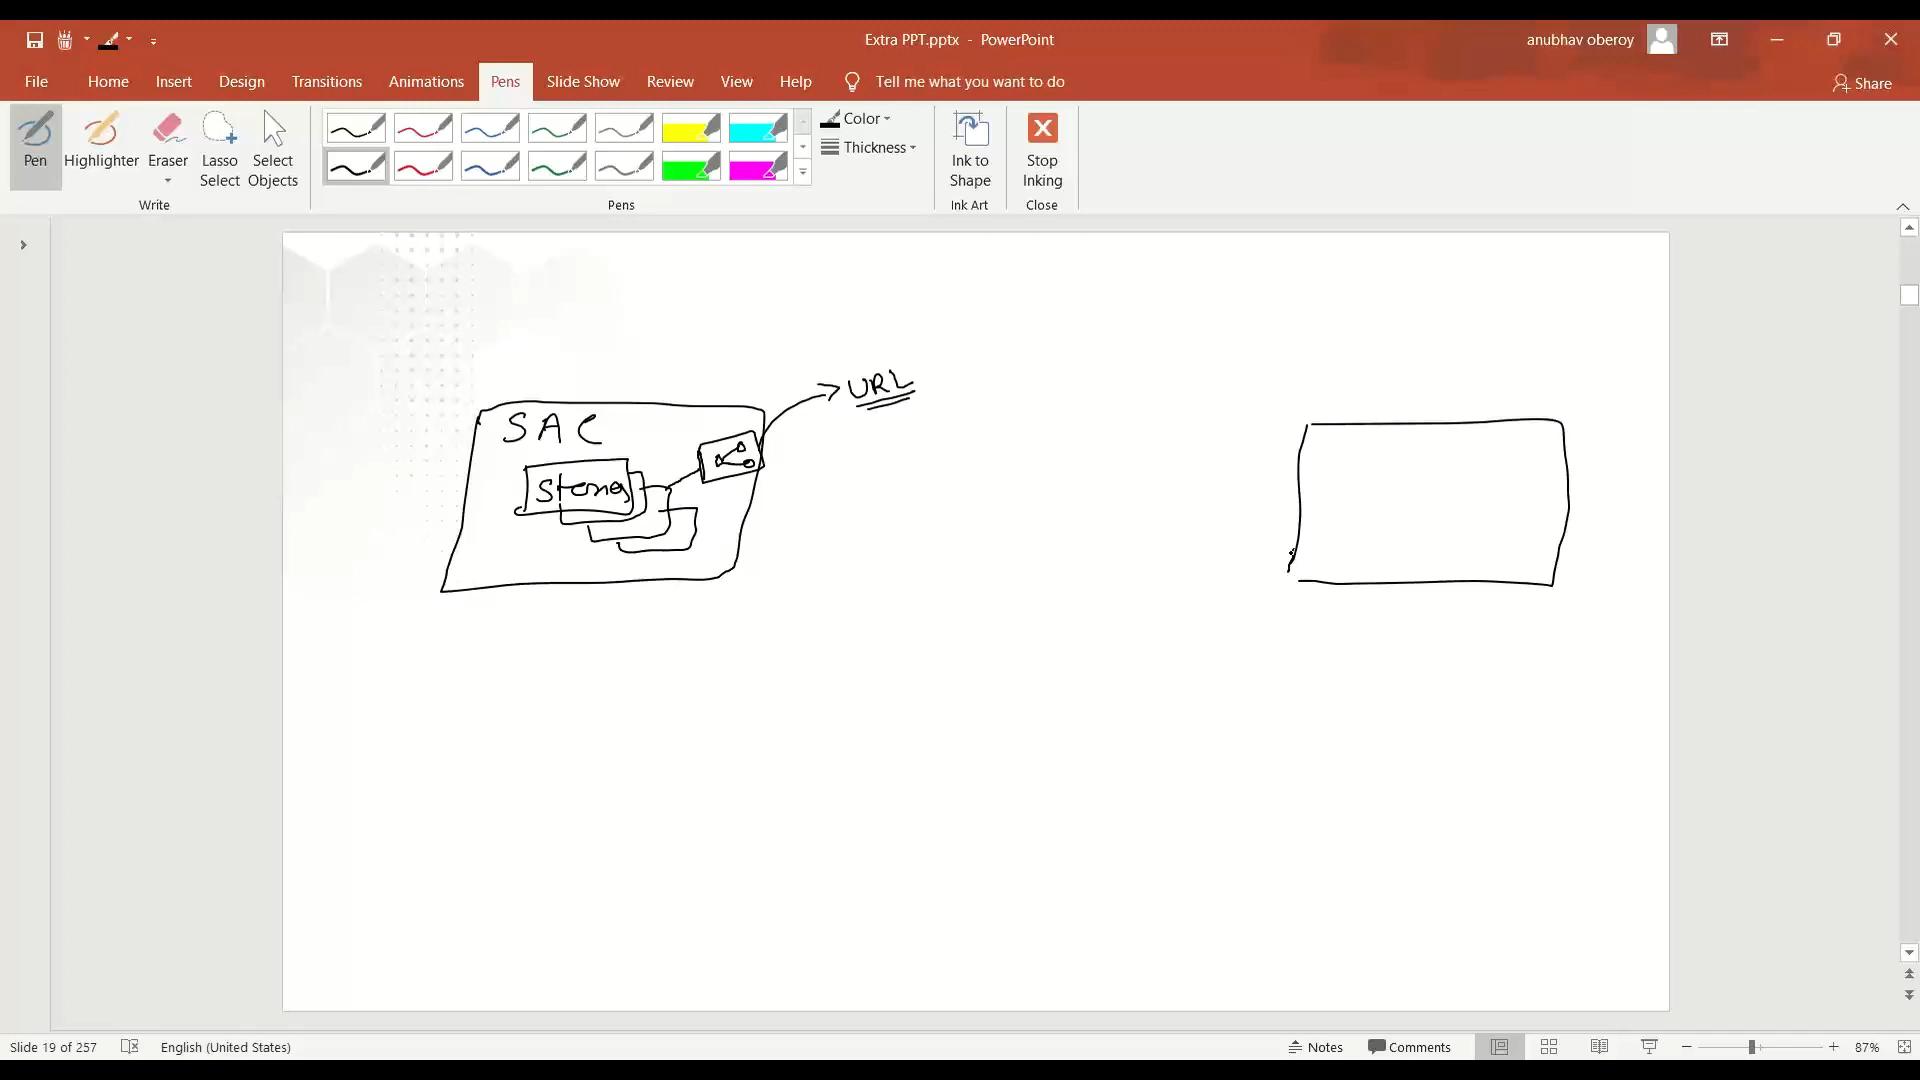 Extra PPT.pptx - PowerPoint
anubhav oberoy
File Home Insert Design Transitions Animations Pens Slide Show Review View Help Tell me what you want to do
Share
Pen Highlighter Eraser Lasso Select Select Objects
Color
Thickness
Ink to Shape
Stop Inking
Write Pens Ink Art Close
URL
SAC
Slide 19 of 257 English (United States) Notes Comments 87%